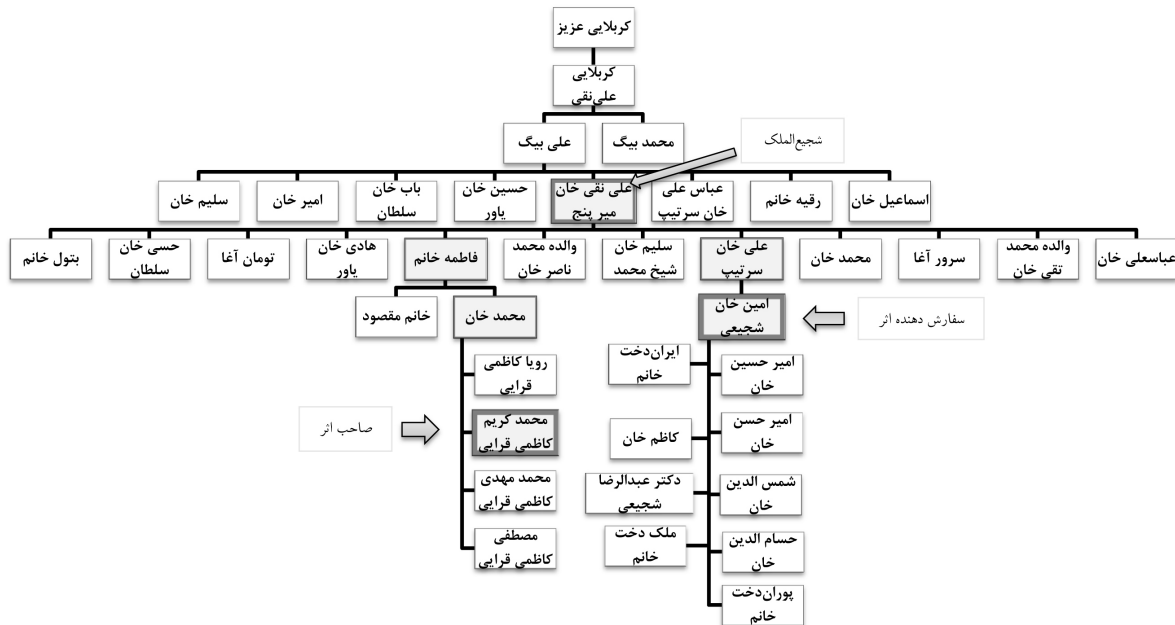 کربلایی عزیز
کربلایی
علی‌نقی
محمد بیگ
علی بیگ
شجیع‌الملک
اسماعیل خان
رقیه خانم
عباس علی
خان سرتیپ
علی نقی خان
میر پنج
حسین خان
یاور
باب خان
سلطان
امیر خان
سلیم خان
عباسعلی خان
والده محمد
تقی خان
سرور آغا
محمد خان
علی خان
سرتیپ
سلیم خان
شیخ محمد
والده محمد
ناصر خان
فاطمه خانم
هادی خان
یاور
تومان آغا
حسی خان
سلطان
بتول خانم
سفارش دهنده اثر
امین خان
شجیعی
محمد خان
خانم مقصود
امیر حسین
خان
ایران‌دخت
خانم
امیر حسن
خان
کاظم خان
شمس الدین
خان
دکتر عبدالرضا
شجیعی
حسام الدین
خان
ملک دخت
خانم
پوران‌دخت
خانم
رویا کاظمی
قرایی
محمد کریم
کاظمی قرایی
صاحب اثر
محمد مهدی
کاظمی قرایی
مصطفی
کاظمی قرایی